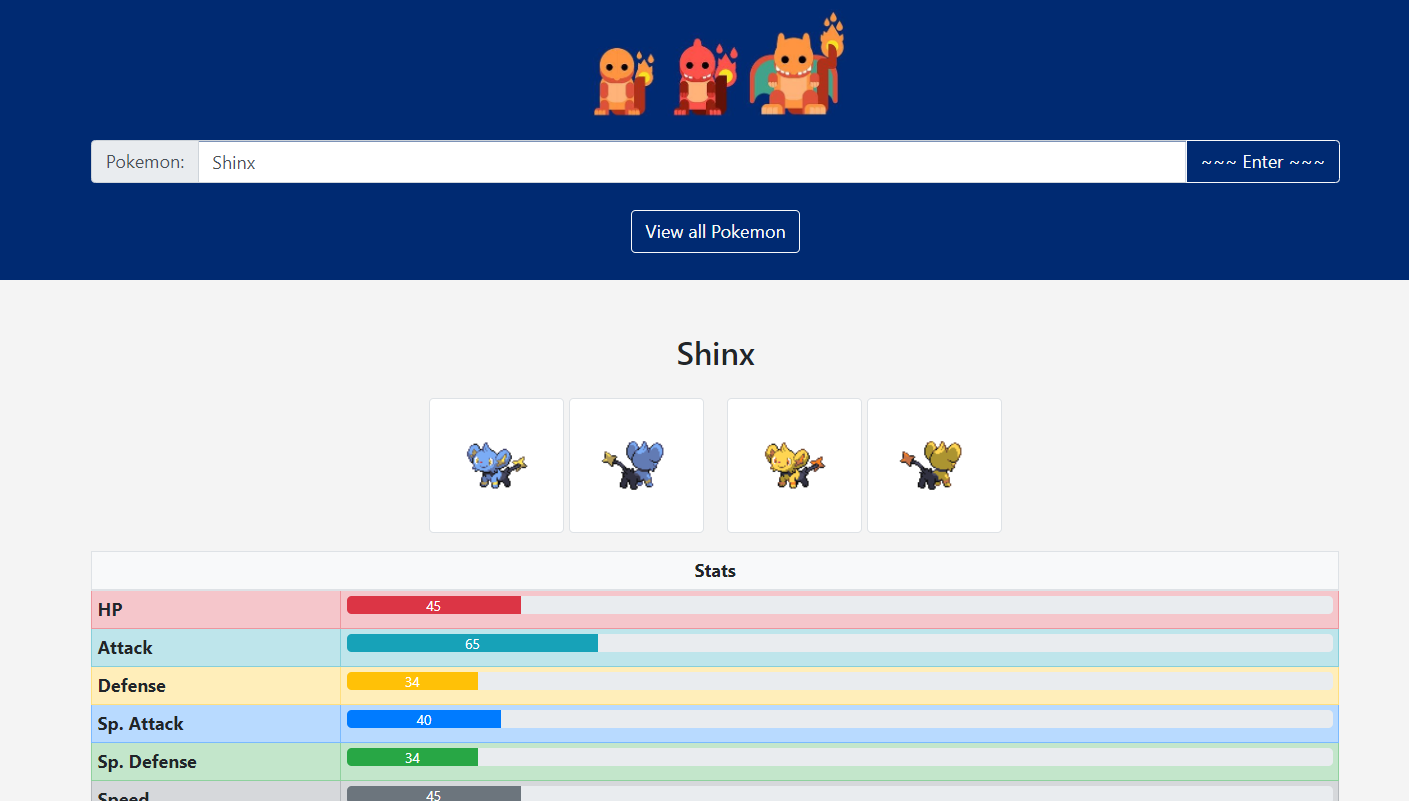 Pokemon: Shinx ~~~ Enter ~~~
View all Pokemon
Shinx
Stats
HP 45
Attack 65
Defense 34
Sp. Attack 40
Sp. Defense 34
Speed 45